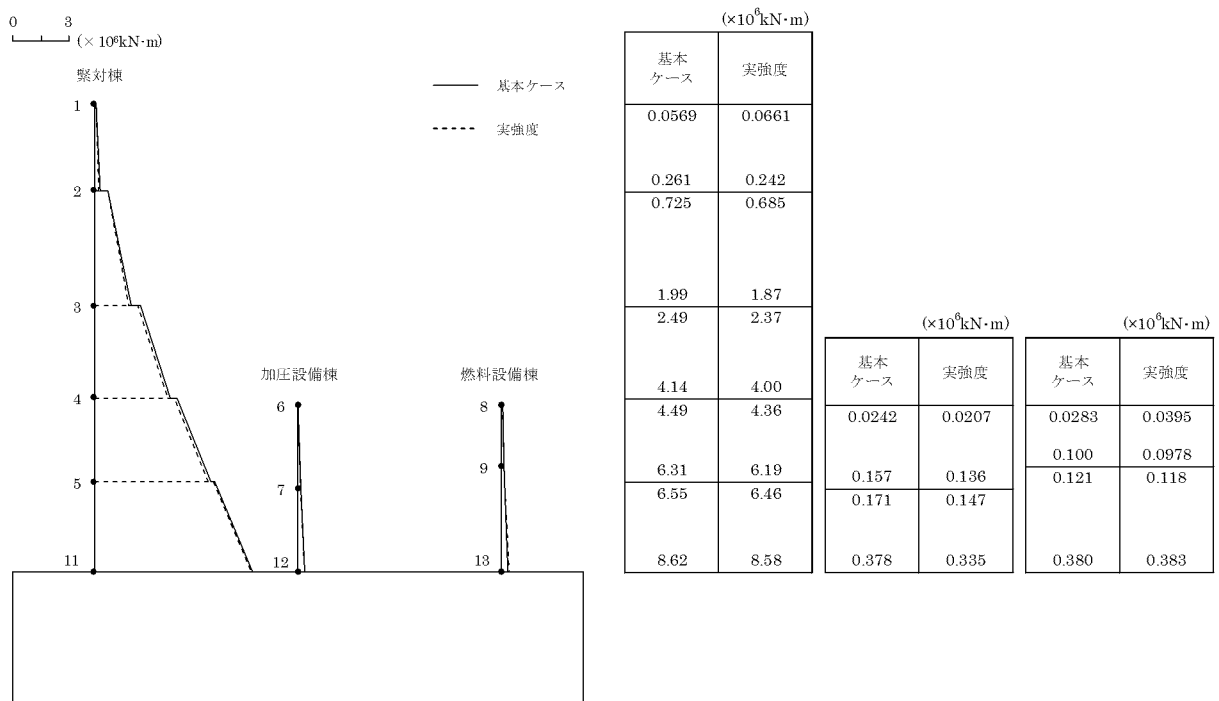 0 3
(× 10⁶kN·m)
緊対棟
1
2
3
4
5
11
基本ケース
実強度
加圧設備棟
6
7
12
燃料設備棟
8
9
13
(×10⁶kN·m)
基本
ケース 実強度
0.0569 0.0661
0.261 0.242
0.725 0.685
1.99 1.87
2.49 2.37
4.14 4.00
4.49 4.36
6.31 6.19
6.55 6.46
8.62 8.58
(×10⁶kN·m)
基本
ケース 実強度
0.0242 0.0207
0.157 0.136
0.171 0.147
0.378 0.335
(×10⁶kN·m)
基本
ケース 実強度
0.0283 0.0395
0.100 0.0978
0.121 0.118
0.380 0.383